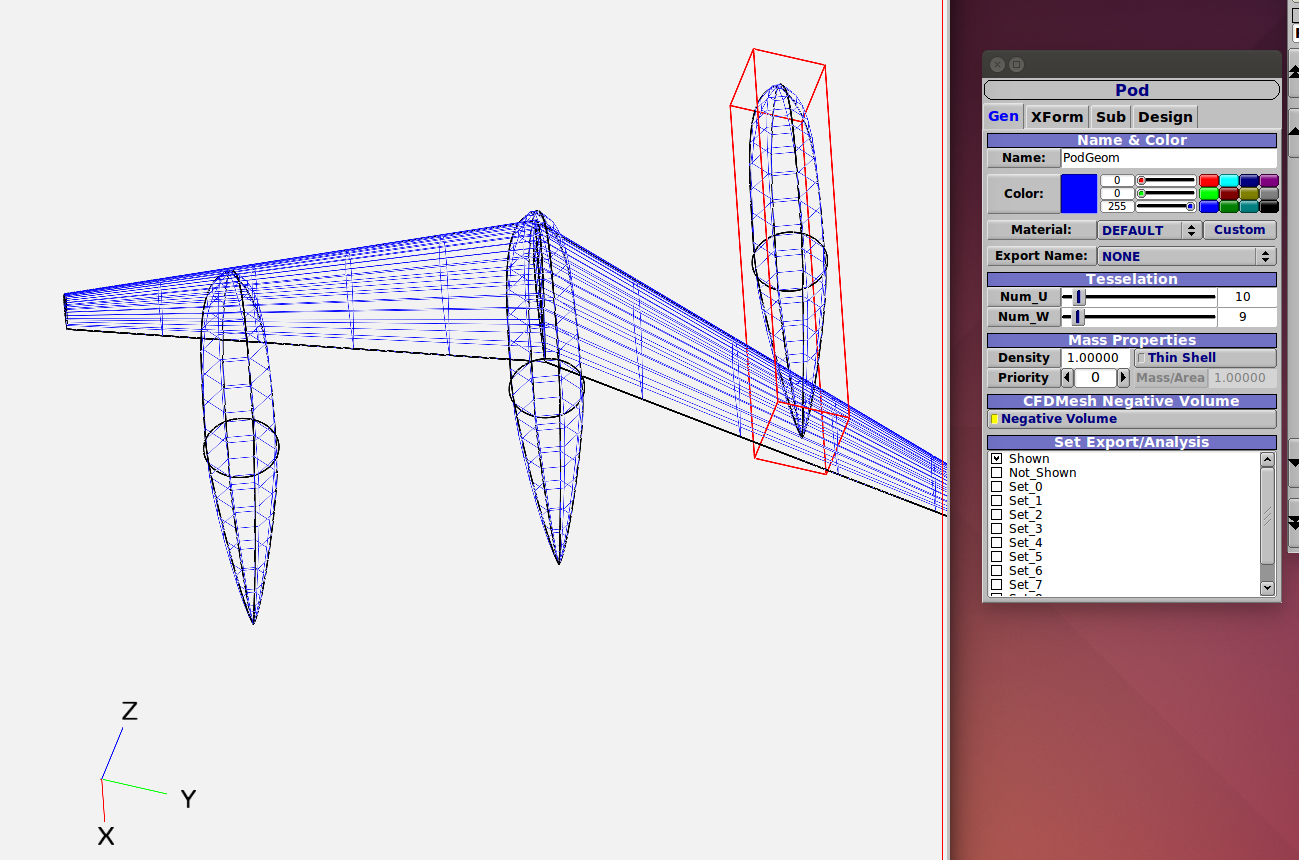 Pod
Gen XForm Sub Design
Name & Color
Name: PodGeom
Color: 0
0
255
Material: DEFAULT Custom
Export Name: NONE
Tesselation
Num_U 10
Num_W 9
Mass Properties
Density 1.00000 Thin Shell
Priority 0 Mass/Area 1.00000
CFDMesh Negative Volume
Negative Volume
Set Export/Analysis
Shown
Not_Shown
Set_0
Set_1
Set_2
Set_3
Set_4
Set_5
Set_6
Set_7
Z
Y
X